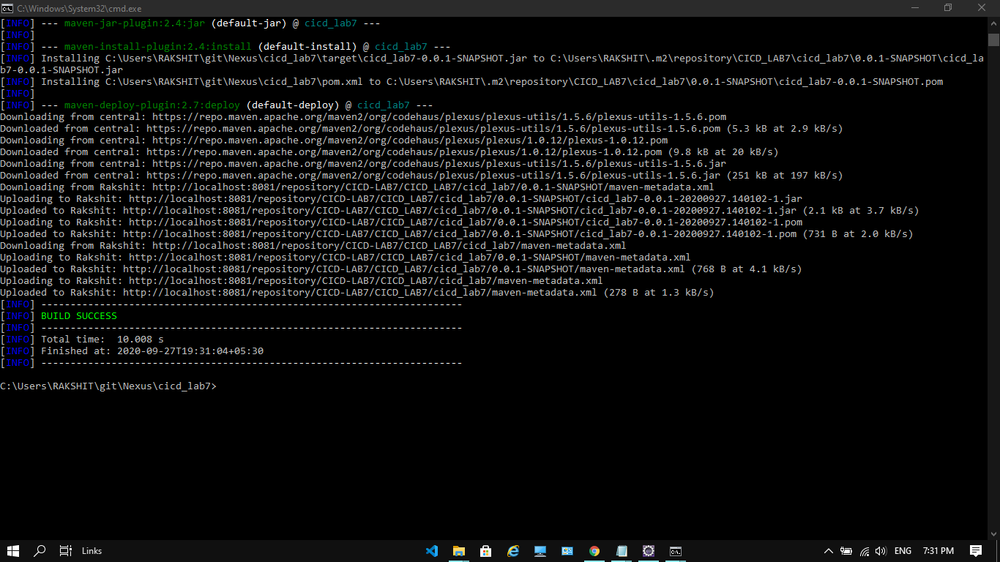 C:\Windows\System32\cmd.exe
[INFO] --- maven-jar-plugin:2.4:jar (default-jar) @ cicd_lab7 ---
[INFO]
[INFO] --- maven-install-plugin:2.4:install (default-install) @ cicd_lab7 ---
[INFO] Installing C:\Users\RAKSHIT\git\Nexus\cicd_lab7\target\cicd_lab7-0.0.1-SNAPSHOT.jar to C:\Users\RAKSHIT\.m2\repository\CICD_LAB7\cicd_lab7\0.0.1-SNAPSHOT\cicd_la
b7-0.0.1-SNAPSHOT.jar
[INFO] Installing C:\Users\RAKSHIT\git\Nexus\cicd_lab7\pom.xml to C:\Users\RAKSHIT\.m2\repository\CICD_LAB7\cicd_lab7\0.0.1-SNAPSHOT\cicd_lab7-0.0.1-SNAPSHOT.pom
[INFO]
[INFO] --- maven-deploy-plugin:2.7:deploy (default-deploy) @ cicd_lab7 ---
Downloading from central: https://repo.maven.apache.org/maven2/org/codehaus/plexus/plexus-utils/1.5.6/plexus-utils-1.5.6.pom
Downloaded from central: https://repo.maven.apache.org/maven2/org/codehaus/plexus/plexus-utils/1.5.6/plexus-utils-1.5.6.pom (5.3 kB at 2.9 kB/s)
Downloading from central: https://repo.maven.apache.org/maven2/org/codehaus/plexus/plexus/1.0.12/plexus-1.0.12.pom
Downloaded from central: https://repo.maven.apache.org/maven2/org/codehaus/plexus/plexus/1.0.12/plexus-1.0.12.pom (9.8 kB at 20 kB/s)
Downloading from central: https://repo.maven.apache.org/maven2/org/codehaus/plexus/plexus-utils/1.5.6/plexus-utils-1.5.6.jar
Downloaded from central: https://repo.maven.apache.org/maven2/org/codehaus/plexus/plexus-utils/1.5.6/plexus-utils-1.5.6.jar (251 kB at 197 kB/s)
Downloading from Rakshit: http://localhost:8081/repository/CICD-LAB7/CICD_LAB7/cicd_lab7/0.0.1-SNAPSHOT/maven-metadata.xml
Uploading to Rakshit: http://localhost:8081/repository/CICD-LAB7/CICD_LAB7/cicd_lab7/0.0.1-SNAPSHOT/cicd_lab7-0.0.1-20200927.140102-1.jar
Uploaded to Rakshit: http://localhost:8081/repository/CICD-LAB7/CICD_LAB7/cicd_lab7/0.0.1-SNAPSHOT/cicd_lab7-0.0.1-20200927.140102-1.jar (2.1 kB at 3.7 kB/s)
Uploading to Rakshit: http://localhost:8081/repository/CICD-LAB7/CICD_LAB7/cicd_lab7/0.0.1-SNAPSHOT/cicd_lab7-0.0.1-20200927.140102-1.pom
Uploaded to Rakshit: http://localhost:8081/repository/CICD-LAB7/CICD_LAB7/cicd_lab7/0.0.1-SNAPSHOT/cicd_lab7-0.0.1-20200927.140102-1.pom (731 B at 2.0 kB/s)
Downloading from Rakshit: http://localhost:8081/repository/CICD-LAB7/CICD_LAB7/cicd_lab7/maven-metadata.xml
Uploading to Rakshit: http://localhost:8081/repository/CICD-LAB7/CICD_LAB7/cicd_lab7/0.0.1-SNAPSHOT/maven-metadata.xml
Uploaded to Rakshit: http://localhost:8081/repository/CICD-LAB7/CICD_LAB7/cicd_lab7/0.0.1-SNAPSHOT/maven-metadata.xml (768 B at 4.1 kB/s)
Uploading to Rakshit: http://localhost:8081/repository/CICD-LAB7/CICD_LAB7/cicd_lab7/maven-metadata.xml
Uploaded to Rakshit: http://localhost:8081/repository/CICD-LAB7/CICD_LAB7/cicd_lab7/maven-metadata.xml (278 B at 1.3 kB/s)
[INFO] ------------------------------------------------------------------------
[INFO] BUILD SUCCESS
[INFO] ------------------------------------------------------------------------
[INFO] Total time:  10.008 s
[INFO] Finished at: 2020-09-27T19:31:04+05:30
[INFO] ------------------------------------------------------------------------
C:\Users\RAKSHIT\git\Nexus\cicd_lab7>
Links ENG 7:31 PM